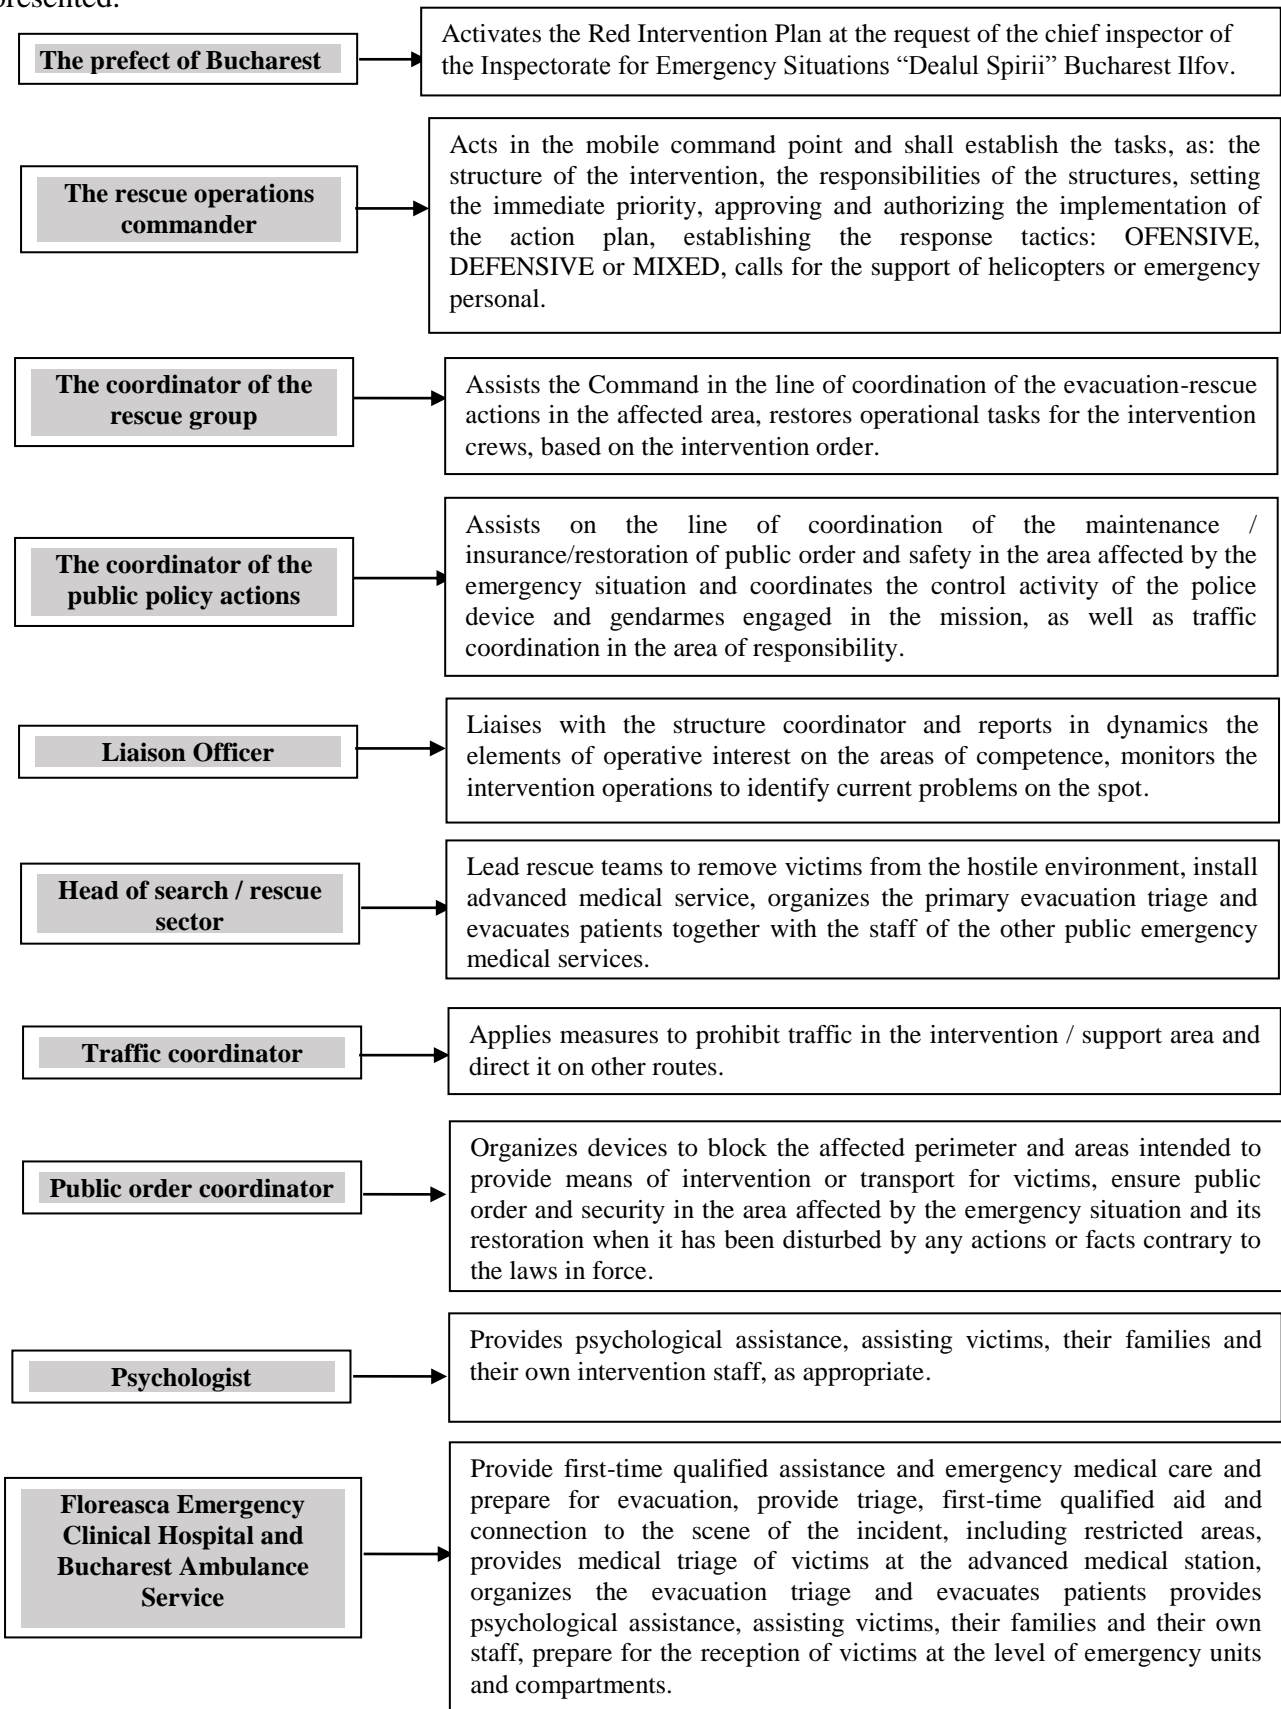 presented.
The prefect of Bucharest
Activates the Red Intervention Plan at the request of the chief inspector of
the Inspectorate for Emergency Situations “Dealul Spirii” Bucharest Ilfov.
The rescue operations
commander
Acts in the mobile command point and shall establish the tasks, as: the
structure of the intervention, the responsibilities of the structures, setting
the immediate priority, approving and authorizing the implementation of
the action plan, establishing the response tactics: OFENSIVE,
DEFENSIVE or MIXED, calls for the support of helicopters or emergency
personal.
The coordinator of the
rescue group
Assists the Command in the line of coordination of the evacuation-rescue
actions in the affected area, restores operational tasks for the intervention
crews, based on the intervention order.
The coordinator of the
public policy actions
Assists on the line of coordination of the maintenance /
insurance/restoration of public order and safety in the area affected by the
emergency situation and coordinates the control activity of the police
device and gendarmes engaged in the mission, as well as traffic
coordination in the area of responsibility.
Liaison Officer
Liaises with the structure coordinator and reports in dynamics the
elements of operative interest on the areas of competence, monitors the
intervention operations to identify current problems on the spot.
Head of search / rescue
sector
Lead rescue teams to remove victims from the hostile environment, install
advanced medical service, organizes the primary evacuation triage and
evacuates patients together with the staff of the other public emergency
medical services.
Traffic coordinator
Applies measures to prohibit traffic in the intervention / support area and
direct it on other routes.
Public order coordinator
Organizes devices to block the affected perimeter and areas intended to
provide means of intervention or transport for victims, ensure public
order and security in the area affected by the emergency situation and its
restoration when it has been disturbed by any actions or facts contrary to
the laws in force.
Psychologist
Provides psychological assistance, assisting victims, their families and
their own intervention staff, as appropriate.
Floreasca Emergency
Clinical Hospital and
Bucharest Ambulance
Service
Provide first-time qualified assistance and emergency medical care and
prepare for evacuation, provide triage, first-time qualified aid and
connection to the scene of the incident, including restricted areas,
provides medical triage of victims at the advanced medical station,
organizes the evacuation triage and evacuates patients provides
psychological assistance, assisting victims, their families and their own
staff, prepare for the reception of victims at the level of emergency units
and compartments.